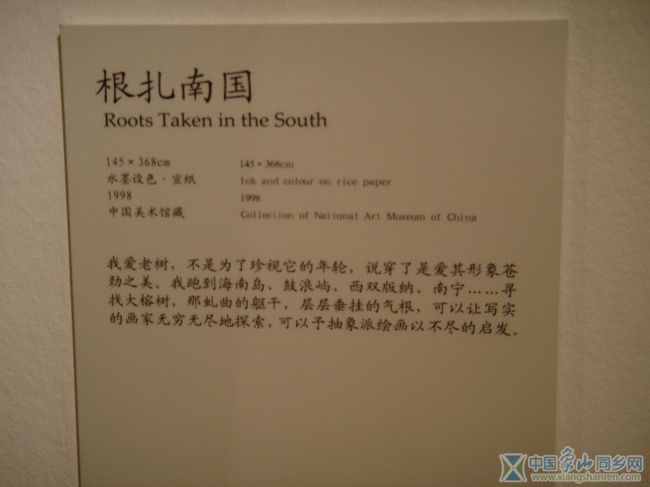 根扎南国
Roots Taken in the South
145×368cm
水墨设色·宣纸
1998
中国美术馆藏
145×368cm
Ink and colour on rice paper
1998
Collection of National Art Museum of China
我爱老树，不是为了珍视它的年轮，说穿了是爱其形象苍
劲之美。我跑到海南岛、鼓浪屿、西双版纳、南宁……寻
找大榕树，那虬曲的躯干，层层垂挂的气根，可以让写实
的画家无穷无尽地探索，可以予抽象派绘画以不尽的启发。
中国象山同乡网
www.xiangshanren.com